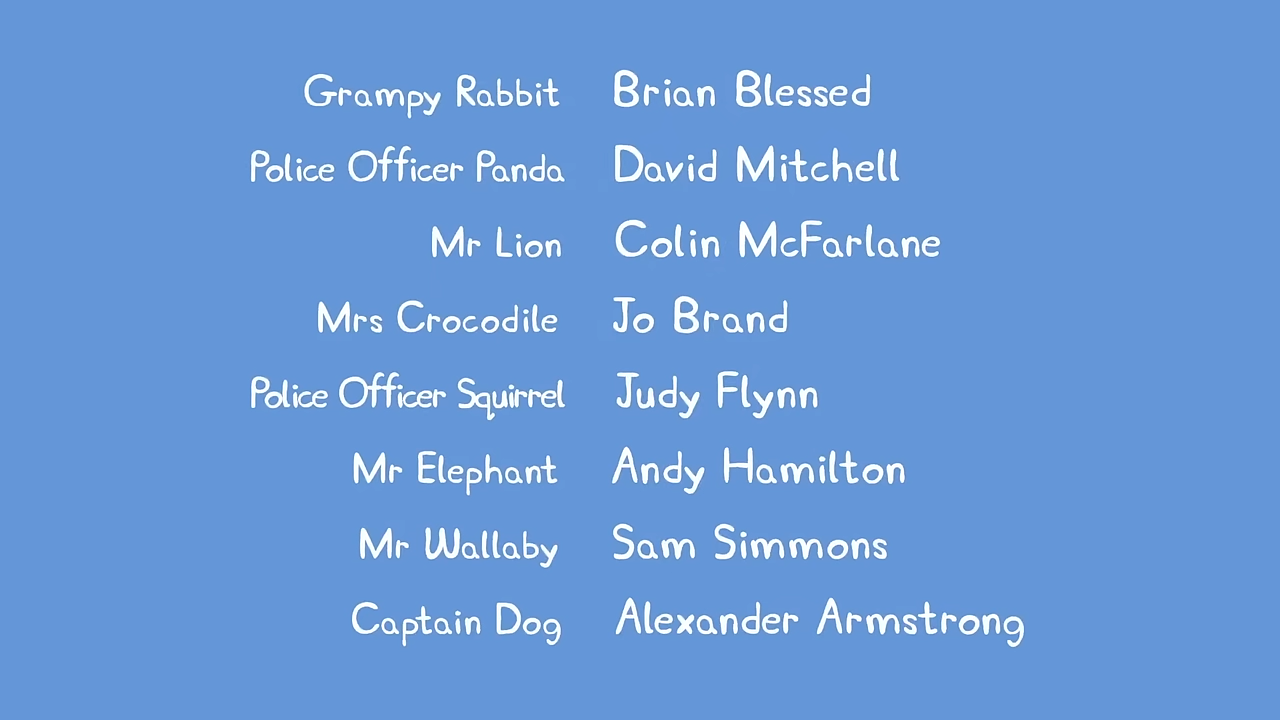 Grampy Rabbit Brian Blessed
Police Officer Panda David Mitchell
Mr Lion Colin McFarlane
Mrs Crocodile Jo Brand
Police Officer Squirrel Judy Flynn
Mr Elephant Andy Hamilton
Mr Wallaby Sam Simmons
Captain Dog Alexander Armstrong